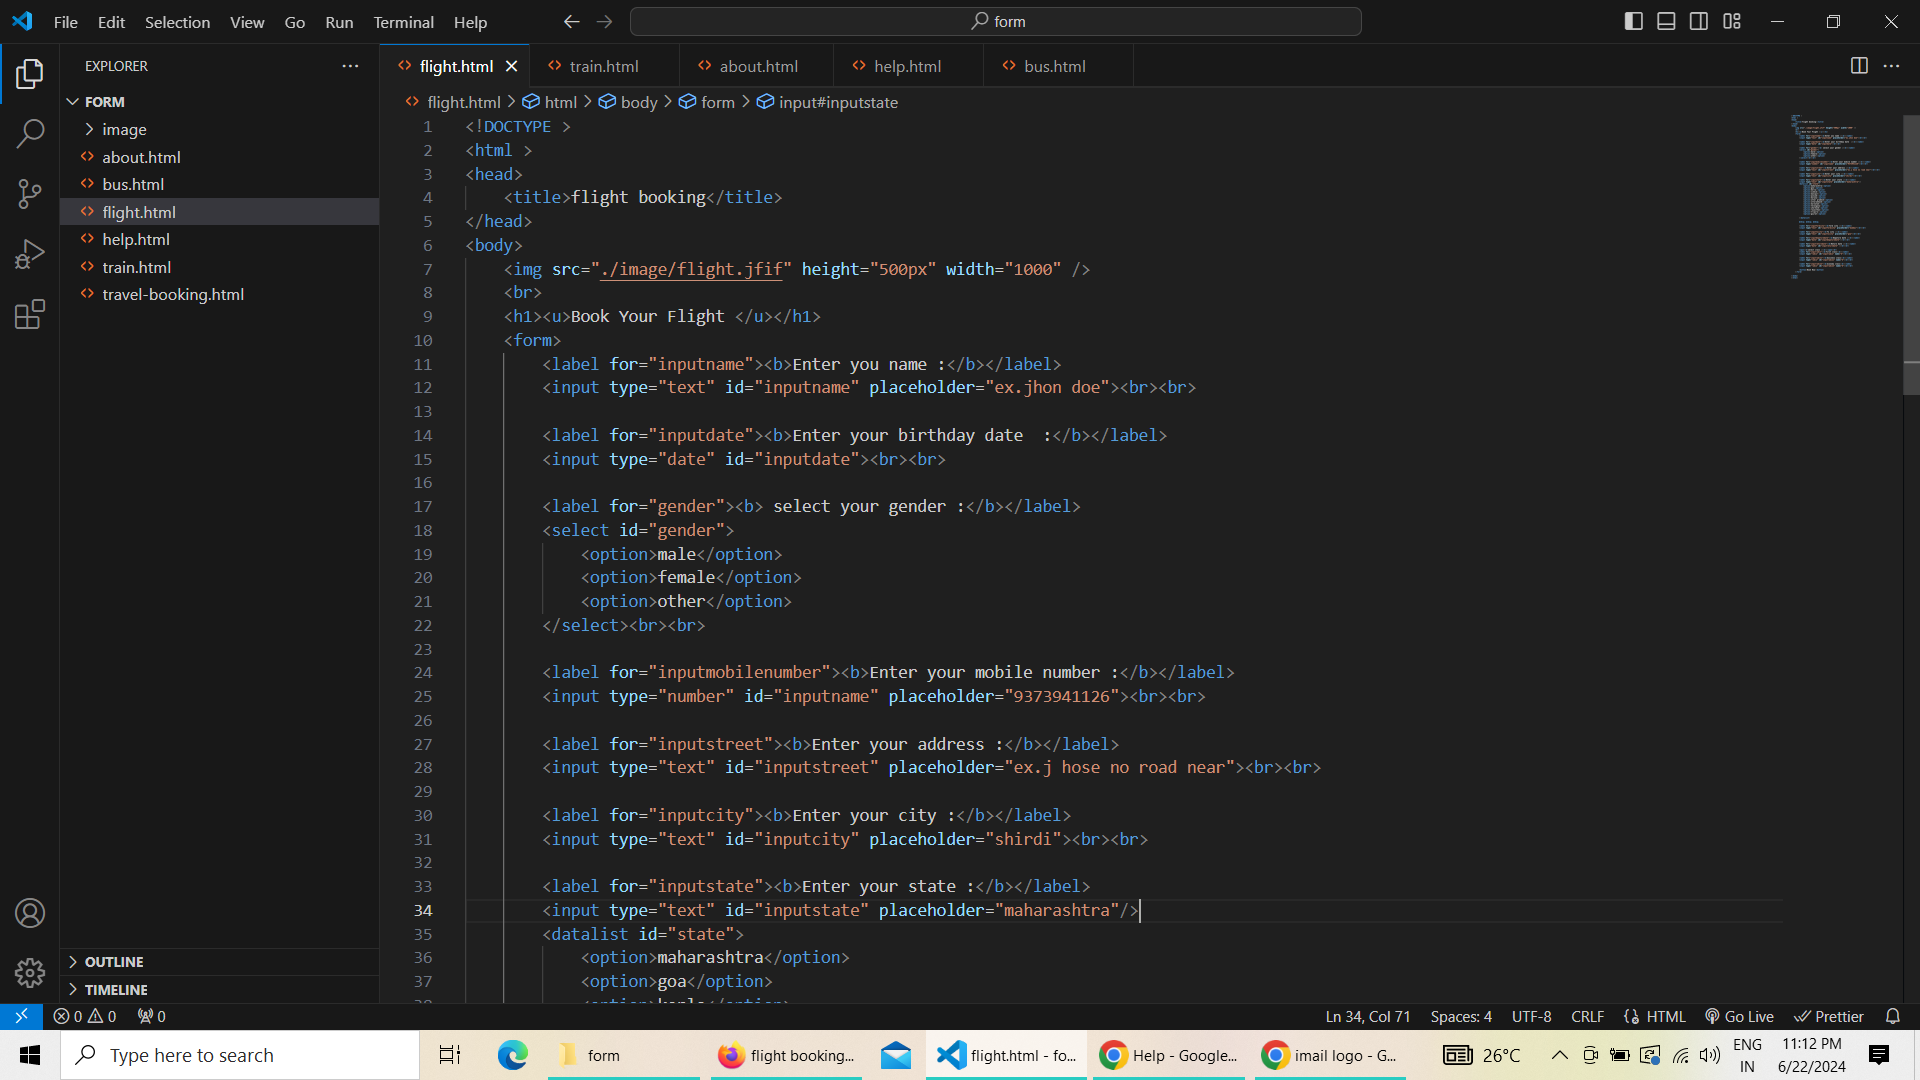 File Edit Selection View Go Run Terminal Help
form
EXPLORER
FORM
image
about.html
bus.html
flight.html
help.html
train.html
travel-booking.html
OUTLINE
TIMELINE
flight.html train.html about.html help.html bus.html
flight.html > html > body > form > input#inputstate
1 <!DOCTYPE >
2 <html >
3 <head>
4 <title>flight booking</title>
5 </head>
6 <body>
7 <img src="./image/flight.jfif" height="500px" width="1000" />
8 <br>
9 <h1><u>Book Your Flight </u></h1>
10 <form>
11 <label for="inputname"><b>Enter you name :</b></label>
12 <input type="text" id="inputname" placeholder="ex.jhon doe"><br><br>
13
14 <label for="inputdate"><b>Enter your birthday date  :</b></label>
15 <input type="date" id="inputdate"><br><br>
16
17 <label for="gender"><b> select your gender :</b></label>
18 <select id="gender">
19 <option>male</option>
20 <option>female</option>
21 <option>other</option>
22 </select><br><br>
23
24 <label for="inputmobilenumber"><b>Enter your mobile number :</b></label>
25 <input type="number" id="inputname" placeholder="9373941126"><br><br>
26
27 <label for="inputstreet"><b>Enter your address :</b></label>
28 <input type="text" id="inputstreet" placeholder="ex.j hose no road near"><br><br>
29
30 <label for="inputcity"><b>Enter your city :</b></label>
31 <input type="text" id="inputcity" placeholder="shirdi"><br><br>
32
33 <label for="inputstate"><b>Enter your state :</b></label>
34 <input type="text" id="inputstate" placeholder="maharashtra"/>
35 <datalist id="state">
36 <option>maharashtra</option>
37 <option>goa</option>
0 0 0
Ln 34, Col 71 Spaces: 4 UTF-8 CRLF HTML Go Live Prettier
Type here to search
form
flight booking...
flight.html - fo...
Help - Google...
imail logo - G...
26°C
ENG
IN
11:12 PM
6/22/2024